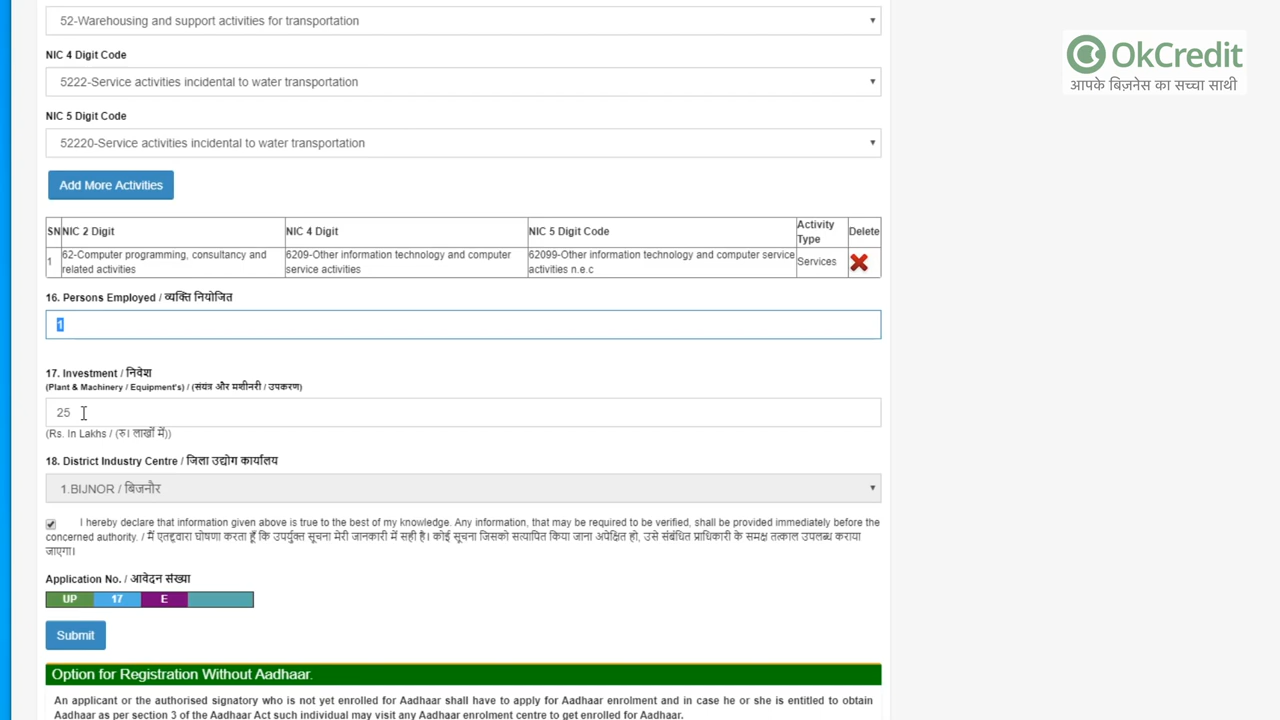 52-Warehousing and support activities for transportation
OkCredit
आपके बिज़नेस का सच्चा साथी
NIC 4 Digit Code
5222-Service activities incidental to water transportation
NIC 5 Digit Code
52220-Service activities incidental to water transportation
Add More Activities
SN NIC 2 Digit NIC 4 Digit NIC 5 Digit Code Activity Type Delete
1 62-Computer programming, consultancy and related activities 6209-Other information technology and computer service activities 62099-Other information technology and computer service activities n.e.c Services
16. Persons Employed / व्यक्ति नियोजित
1
17. Investment / निवेश
(Plant & Machinery / Equipment's) / (संयंत्र और मशीनरी / उपकरण)
25
(Rs. In Lakhs / (रु। लाखों में))
18. District Industry Centre / जिला उद्योग कार्यालय
1.BIJNOR / बिजनौर
I hereby declare that information given above is true to the best of my knowledge. Any information, that may be required to be verified, shall be provided immediately before the
concerned authority. / मैं एतद्द्वारा घोषणा करता हूँ कि उपर्युक्त सूचना मेरी जानकारी में सही है। कोई सूचना जिसको सत्यापित किया जाना अपेक्षित हो, उसे संबंधित प्राधिकारी के समक्ष तत्काल उपलब्ध कराया
जाएगा।
Application No. / आवेदन संख्या
UP 17 E
Submit
Option for Registration Without Aadhaar.
An applicant or the authorised signatory who is not yet enrolled for Aadhaar shall have to apply for Aadhaar enrolment and in case he or she is entitled to obtain
Aadhaar as per section 3 of the Aadhaar Act such individual may visit any Aadhaar enrolment centre to get enrolled for Aadhaar.